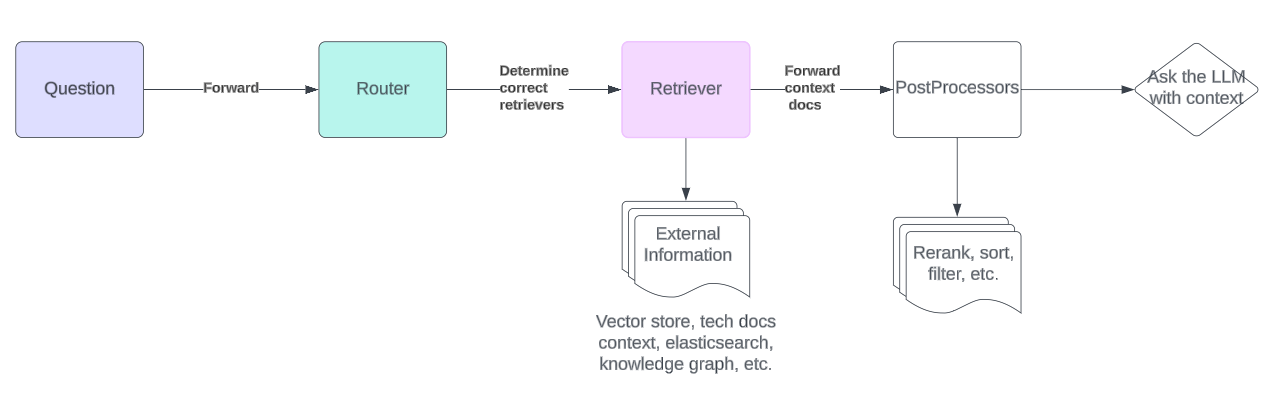 Question
Forward
Router
Determine
correct
retrievers
Retriever
Forward
context
docs
PostProcessors
Ask the LLM
with context
External
Information
Vector store, tech docs
context, elasticsearch,
knowledge graph, etc.
Rerank, sort,
filter, etc.